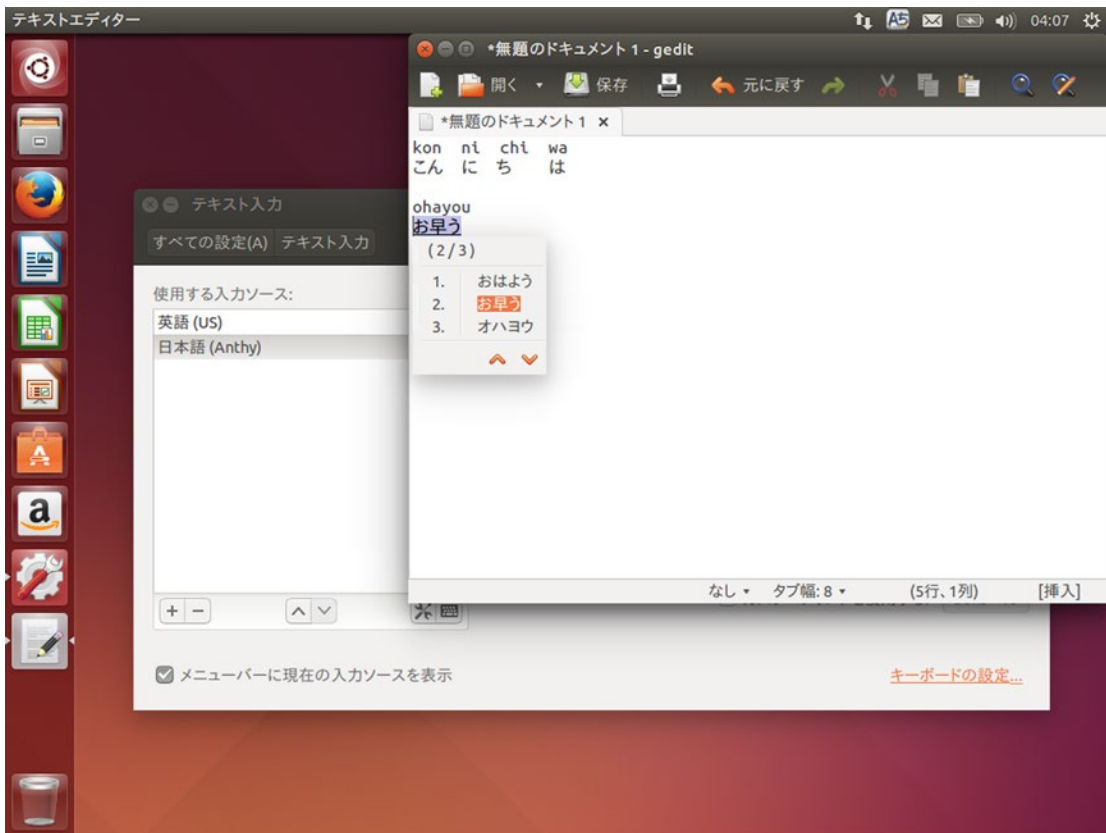 テキストエディター
04:07
*無題のドキュメント 1 - gedit
開く 保存 元に戻す
*無題のドキュメント 1 ×
kon ni chi wa
こん に ち は
ohayou
お早う
(2/3)
1. おはよう
2. お早う
3. オハヨウ
なし タブ幅: 8 (5行、1列) [挿入]
テキスト入力
すべての設定(A) テキスト入力
使用する入力ソース:
英語 (US)
日本語 (Anthy)
メニューバーに現在の入力ソースを表示
キーボードの設定...